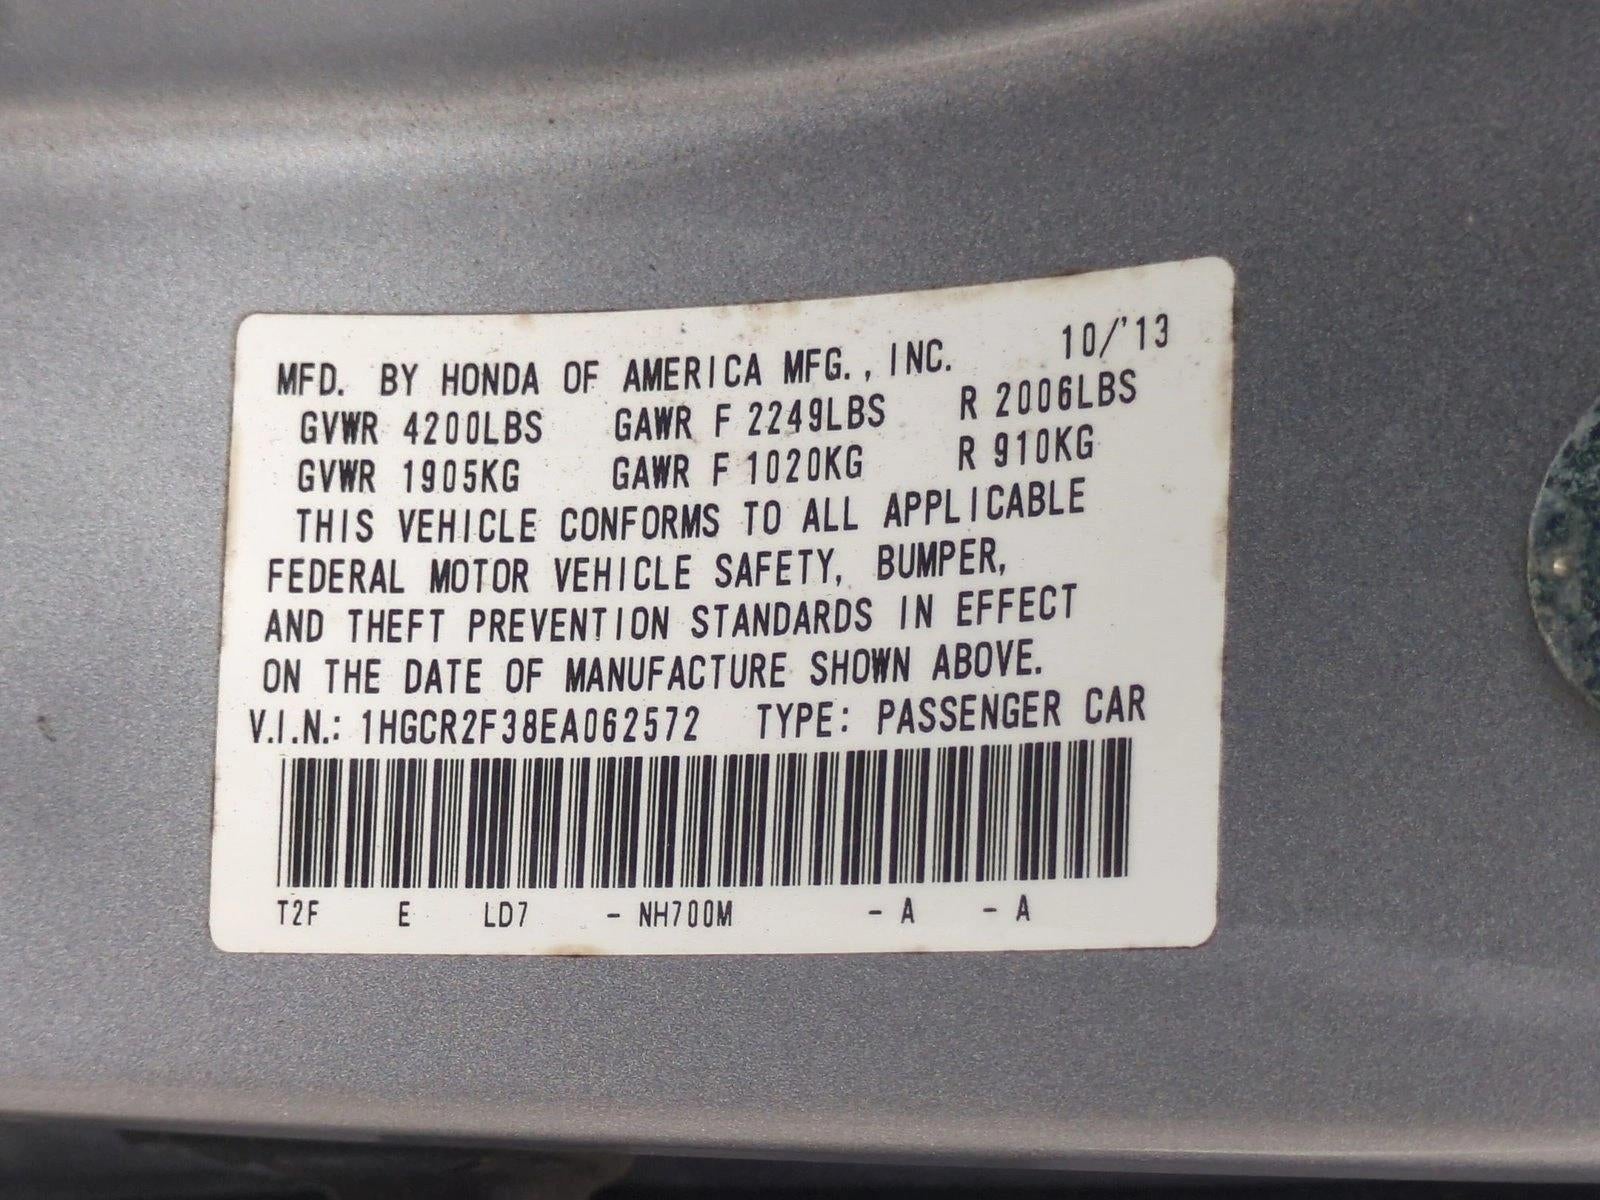 MFD. BY HONDA OF AMERICA MFG., INC. 10/'13
GVWR 4200LBS GAWR F 2249LBS R 2006LBS
GVWR 1905KG GAWR F 1020KG R 910KG
THIS VEHICLE CONFORMS TO ALL APPLICABLE
FEDERAL MOTOR VEHICLE SAFETY, BUMPER,
AND THEFT PREVENTION STANDARDS IN EFFECT
ON THE DATE OF MANUFACTURE SHOWN ABOVE.
V.I.N.: 1HGCR2F38EA062572 TYPE: PASSENGER CAR
T2F E LD7 - NH700M - A - A